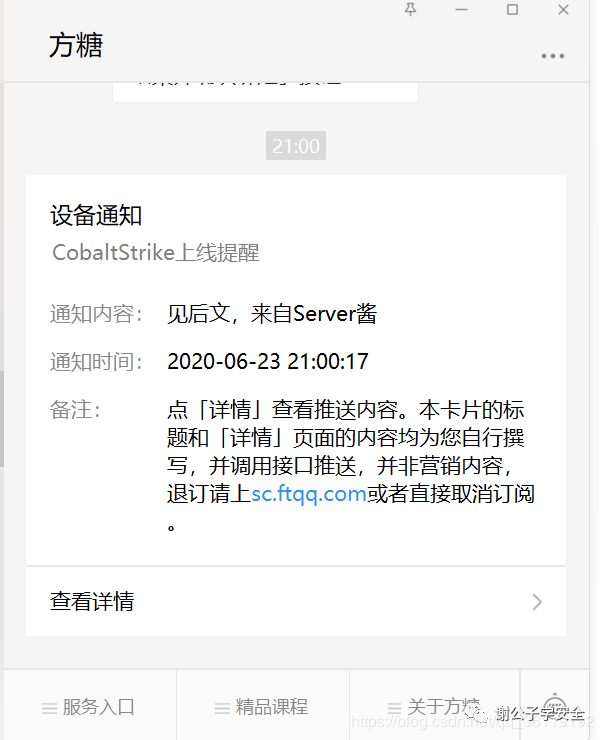 方糖
21:00
设备通知
CobaltStrike上线提醒
通知内容： 见后文，来自Server酱
通知时间： 2020-06-23 21:00:17
备注： 点「详情」查看推送内容。本卡片的标
题和「详情」页面的内容均为您自行撰
写，并调用接口推送，并非营销内容，
退订请上sc.ftqq.com或者直接取消订阅
。
查看详情
服务入口
精品课程
关于方糖
谢公子学安全